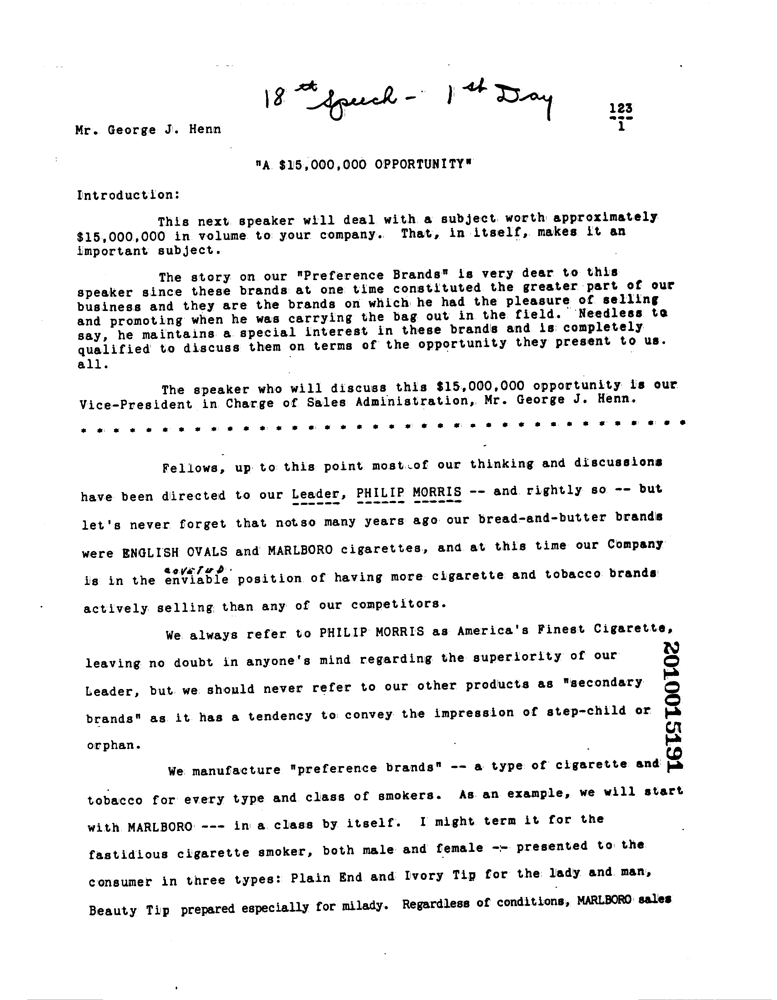 18th Speech - 1st Day
123
1
Mr. George J. Henn
"A $15,000,000 OPPORTUNITY"
Introduction:
This next speaker will deal with a subject worth approximately
$15,000,000 in volume to your company. That, in itself, makes it an
important subject.
The story on our "Preference Brands" is very dear to this
speaker since these brands at one time constituted the greater part of our
business and they are the brands on which he had the pleasure of selling
and promoting when he was carrying the bag out in the field. Needless to
say, he maintains a special interest in these brands and is completely
qualified to discuss them on terms of the opportunity they present to us.
all.
The speaker who will discuss this $15,000,000 opportunity is our
Vice-President in Charge of Sales Administration, Mr. George J. Henn.
* * * * * * * * * * * * * * * * * * * * * * * * * * * * * * * * * * * * * *
Fellows, up to this point most of our thinking and discussions
have been directed to our Leader, PHILIP MORRIS -- and rightly so -- but
let's never forget that notso many years ago our bread-and-butter brands
were ENGLISH OVALS and MARLBORO cigarettes, and at this time our Company
coveted
is in the enviable position of having more cigarette and tobacco brands
actively selling than any of our competitors.
We always refer to PHILIP MORRIS as America's Finest Cigarette,
leaving no doubt in anyone's mind regarding the superiority of our
Leader, but we should never refer to our other products as "secondary
brands" as it has a tendency to convey the impression of step-child or
orphan.
We manufacture "preference brands" -- a type of cigarette and
tobacco for every type and class of smokers. As an example, we will start
with MARLBORO --- in a class by itself. I might term it for the
fastidious cigarette smoker, both male and female -- presented to the
consumer in three types: Plain End and Ivory Tip for the lady and man,
Beauty Tip prepared especially for milady. Regardless of conditions, MARLBORO sales
2010015191